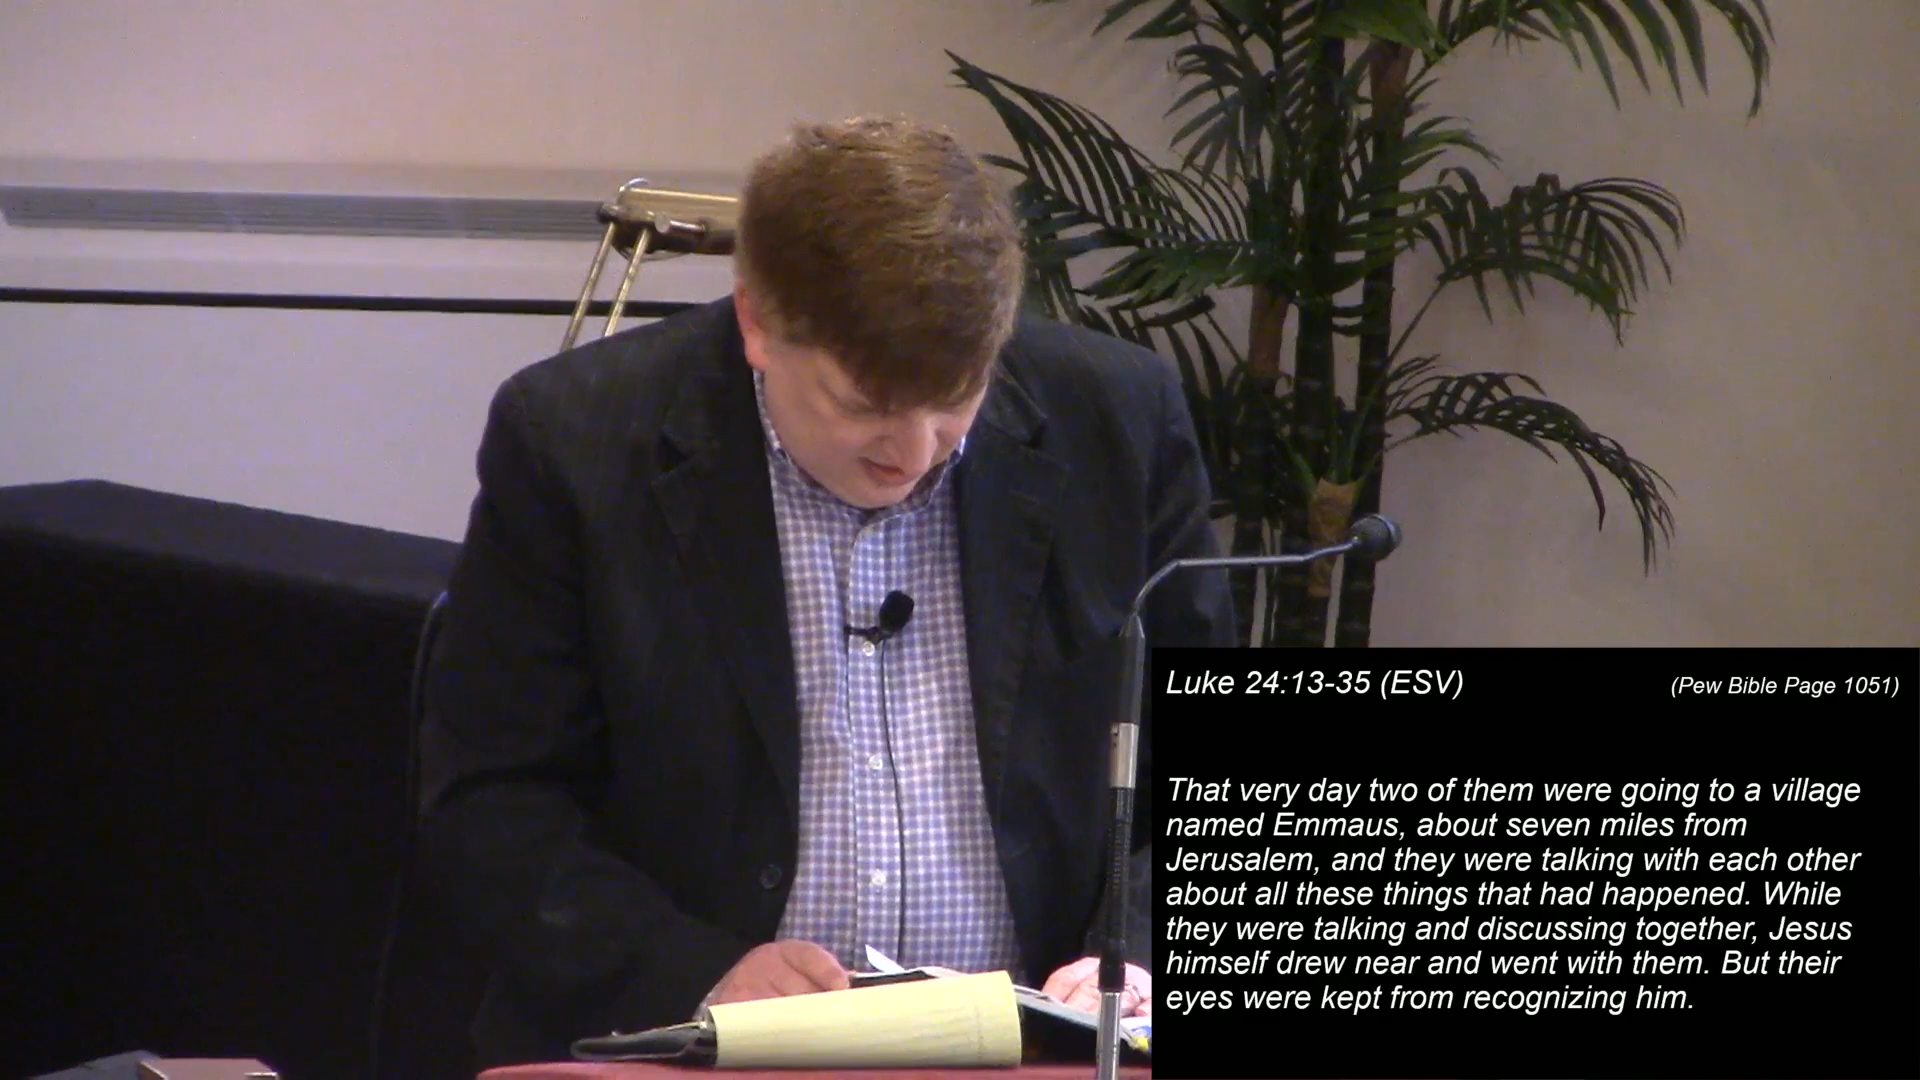 Luke 24:13-35 (ESV) (Pew Bible Page 1051)
That very day two of them were going to a village
named Emmaus, about seven miles from
Jerusalem, and they were talking with each other
about all these things that had happened. While
they were talking and discussing together, Jesus
himself drew near and went with them. But their
eyes were kept from recognizing him.